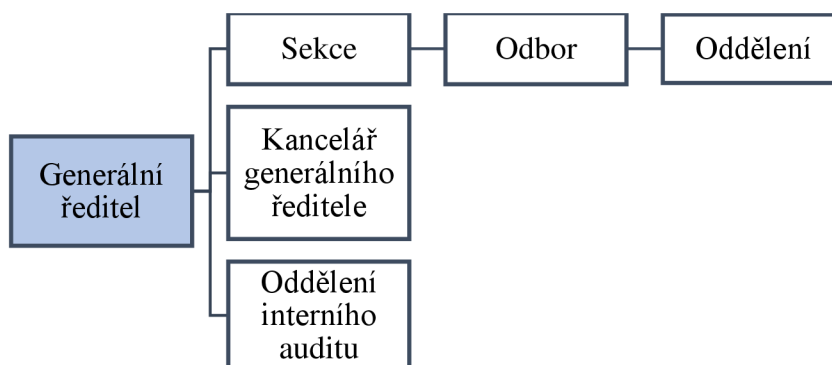 Sekce
Odbor
Oddělení
Generální
ředitel
Kancelář
generálního
ředitele
Oddělení
interního
auditu